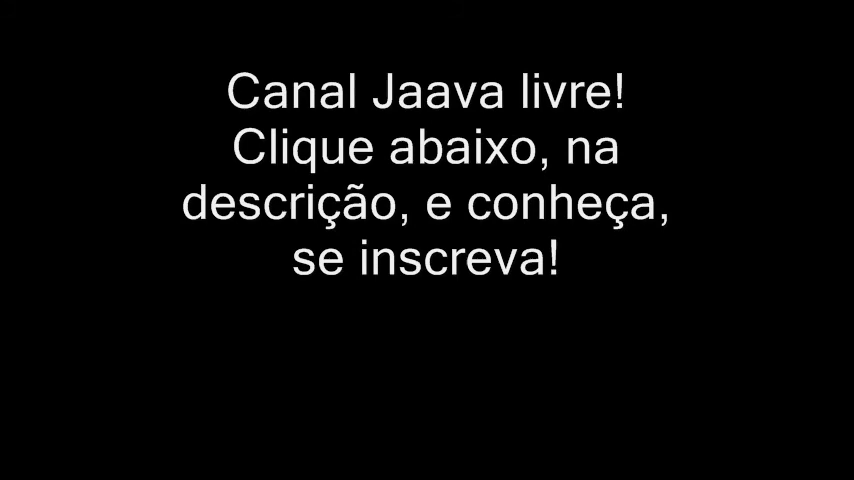 Canal Jaava livre!
Clique abaixo, na
descrição, e conheça,
se inscreva!